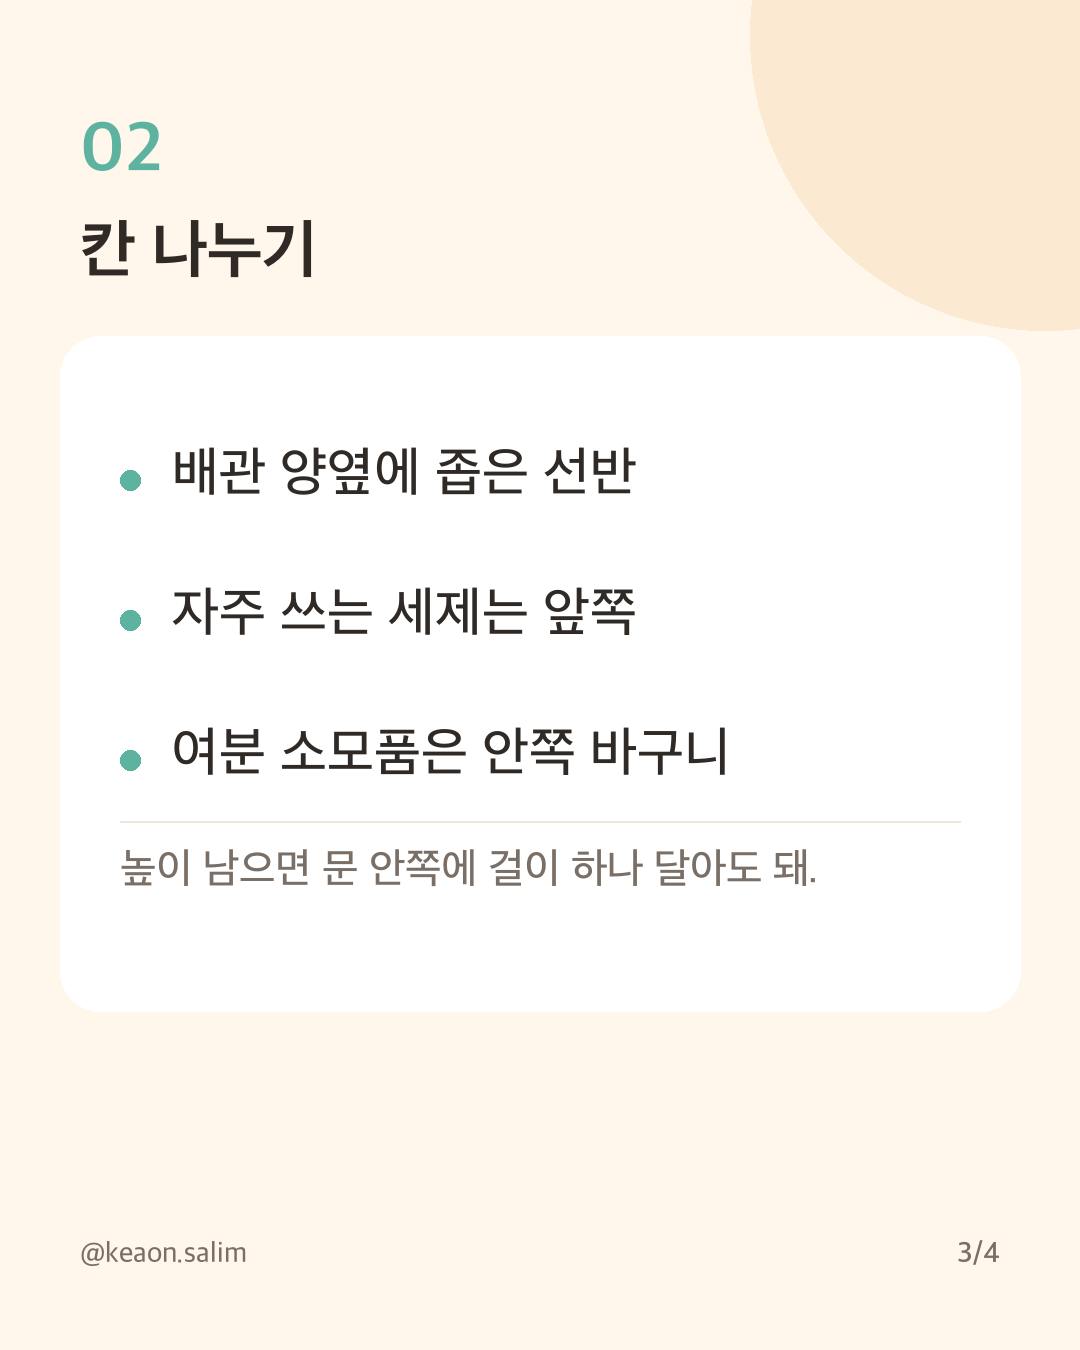 02
칸 나누기
배관 양옆에 좁은 선반
자주 쓰는 세제는 앞쪽
여분 소모품은 안쪽 바구니
높이 남으면 문 안쪽에 걸이 하나 달아도 돼.
@keaon.salim
3/4